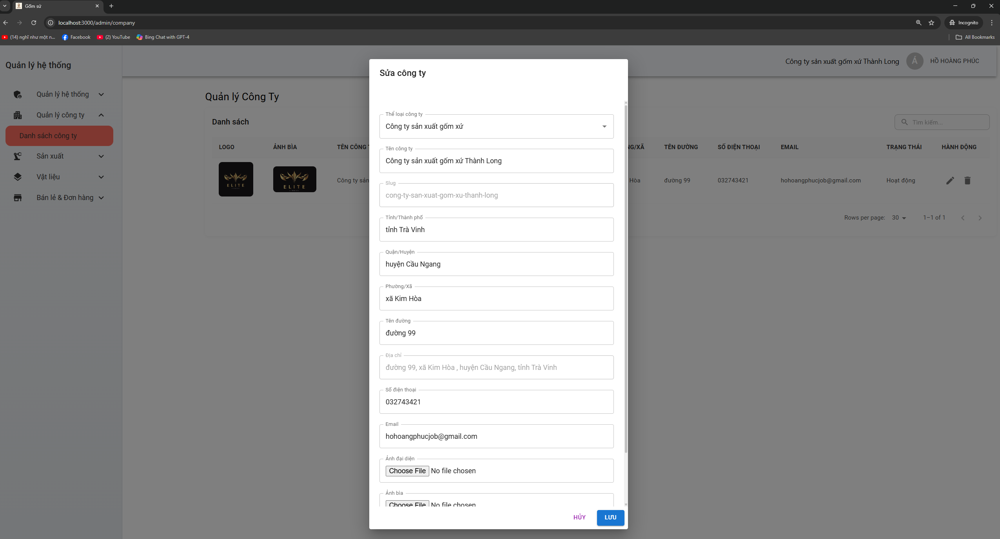 Gốm sứ
localhost:3000/admin/company
Incognito
(14) nghĩ như một n...
Facebook
(2) YouTube
Bing Chat with GPT-4
All Bookmarks
Quản lý hệ thống
Quản lý hệ thống
Quản lý công ty
Danh sách công ty
Sản xuất
Vật liệu
Bán lẻ & Đơn hàng
Công ty sản xuất gốm xứ Thành Long
Á
HỒ HOÀNG PHÚC
Quản lý Công Ty
Danh sách
Tìm kiếm...
LOGO
ẢNH BÌA
TÊN CÔNG
NG/XÃ
TÊN ĐƯỜNG
SỐ ĐIỆN THOẠI
EMAIL
TRẠNG THÁI
HÀNH ĐỘNG
ELITE
ELITE
Công ty sản
Hòa
đường 99
032743421
hohoangphucjob@gmail.com
Hoạt động
Rows per page:
30
1–1 of 1
Sửa công ty
Thể loại công ty
Công ty sản xuất gốm xứ
Tên công ty
Công ty sản xuất gốm xứ Thành Long
Slug
cong-ty-san-xuat-gom-xu-thanh-long
Tỉnh/Thành phố
tỉnh Trà Vinh
Quận/Huyện
huyện Cầu Ngang
Phường/Xã
xã Kim Hòa
Tên đường
đường 99
Địa chỉ
đường 99, xã Kim Hòa , huyện Cầu Ngang, tỉnh Trà Vinh
Số điện thoại
032743421
Email
hohoangphucjob@gmail.com
Ảnh đại diện
Choose File No file chosen
Ảnh bìa
Choose File No file chosen
HỦY
LƯU